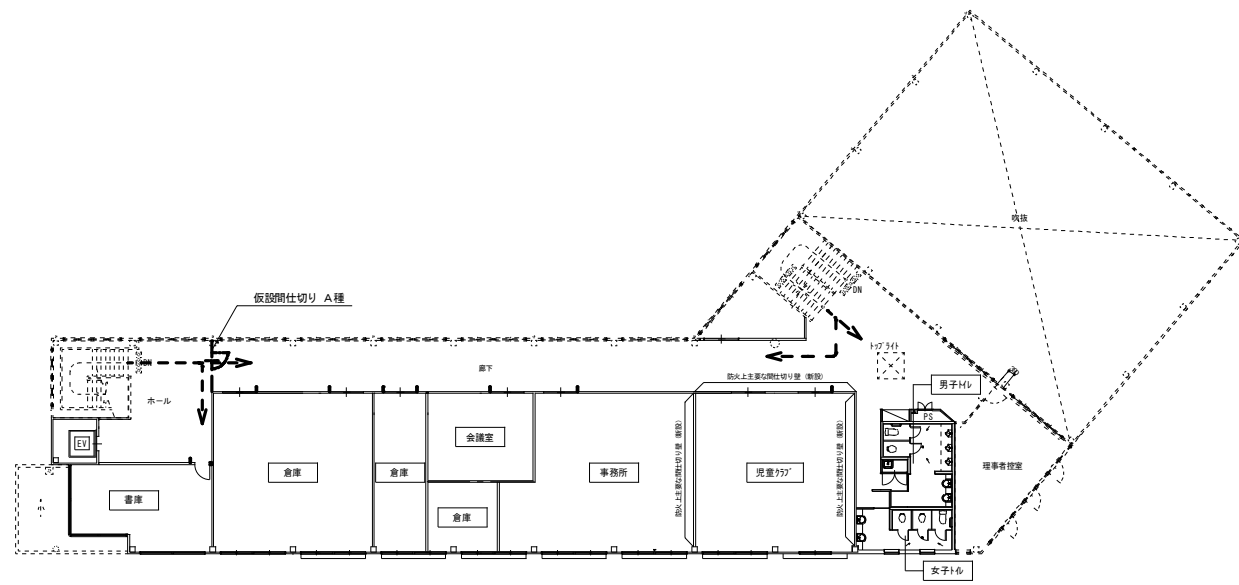 吹抜
DN
仮設間仕切り A種
トップライト
DN
廊下
防火上主要な間仕切り壁（新設）
男子トイレ
ホール
PS
EV
会議室
防火上主要な間仕切り壁（新設）
防火上主要な間仕切り壁（新設）
倉庫
倉庫
事務所
児童クラブ
理事者控室
書庫
倉庫
女子トイレ